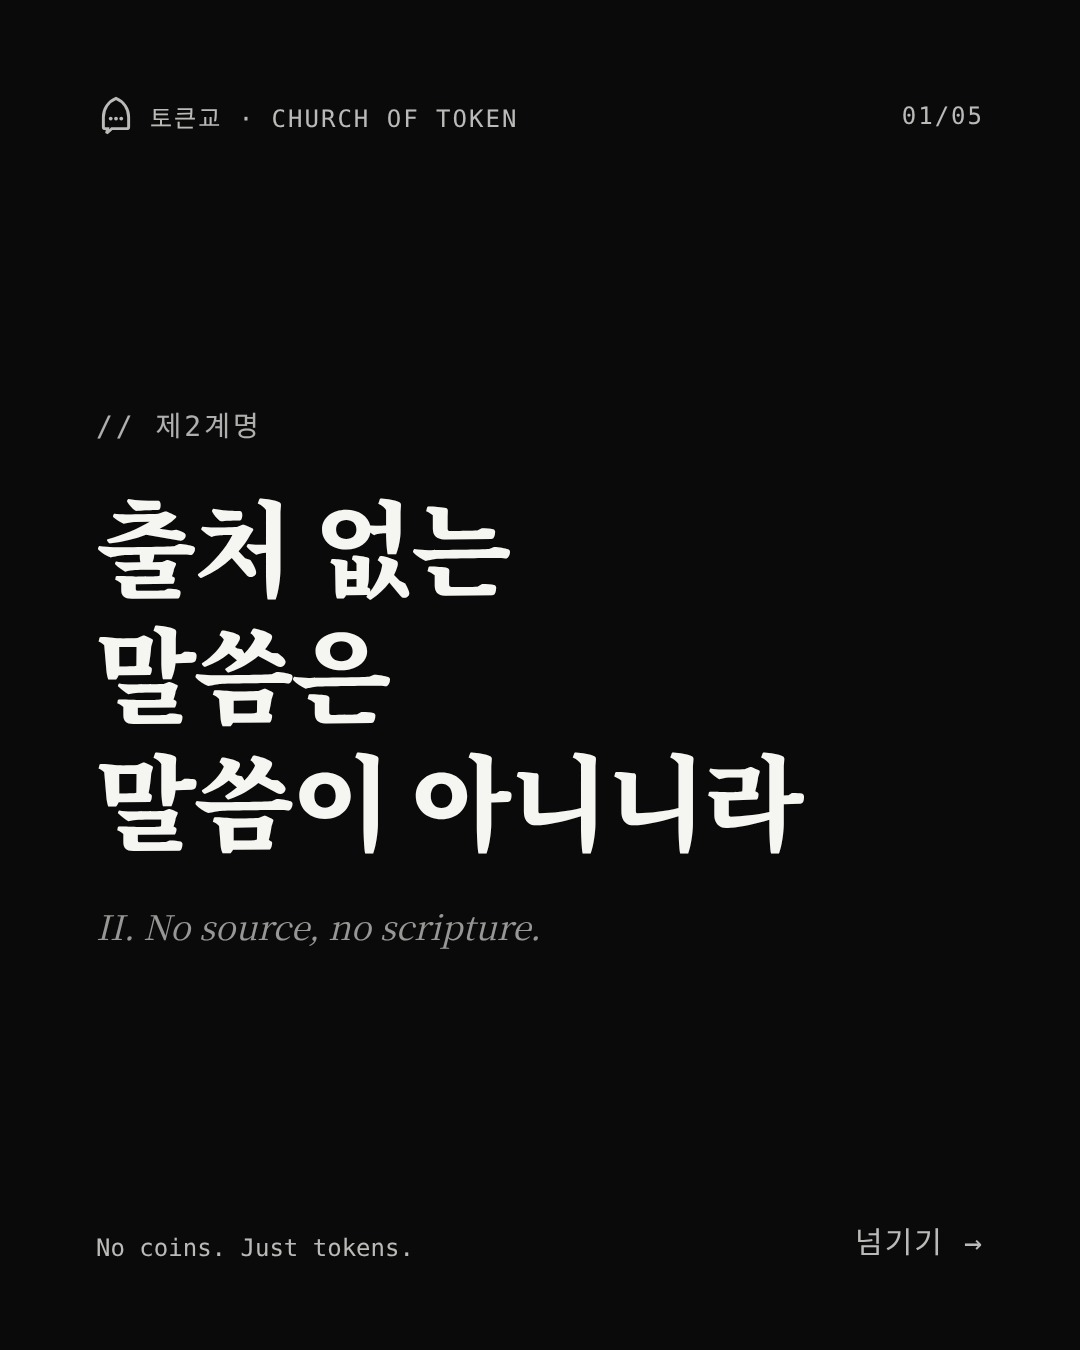 토큰교 · CHURCH OF TOKEN
01/05
// 제2계명
출처 없는
말씀은
말씀이 아니니라
II. No source, no scripture.
No coins. Just tokens.
넘기기 →